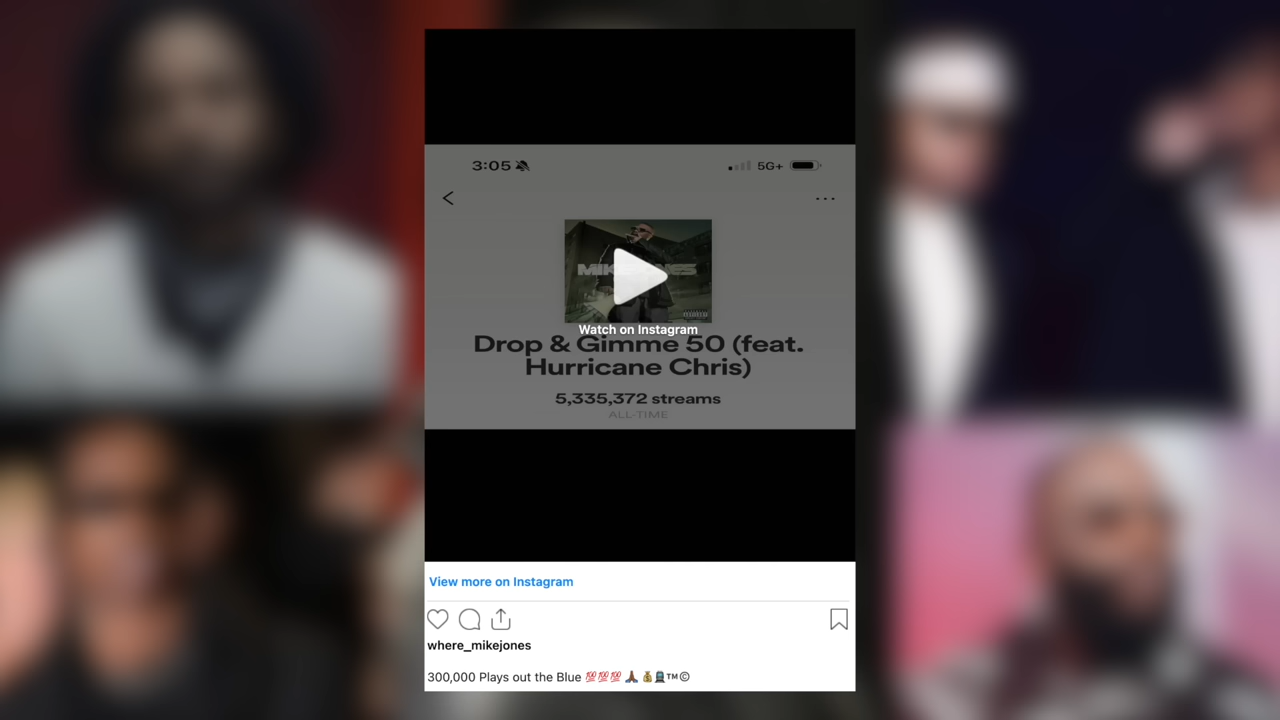 3:05
5G+
MIKE JONES
Watch on Instagram
Drop & Gimme 50 (feat.
Hurricane Chris)
5,335,372 streams
ALL-TIME
View more on Instagram
where_mikejones
300,000 Plays out the Blue 💯💯💯 🙏🏾 💰🚆™©